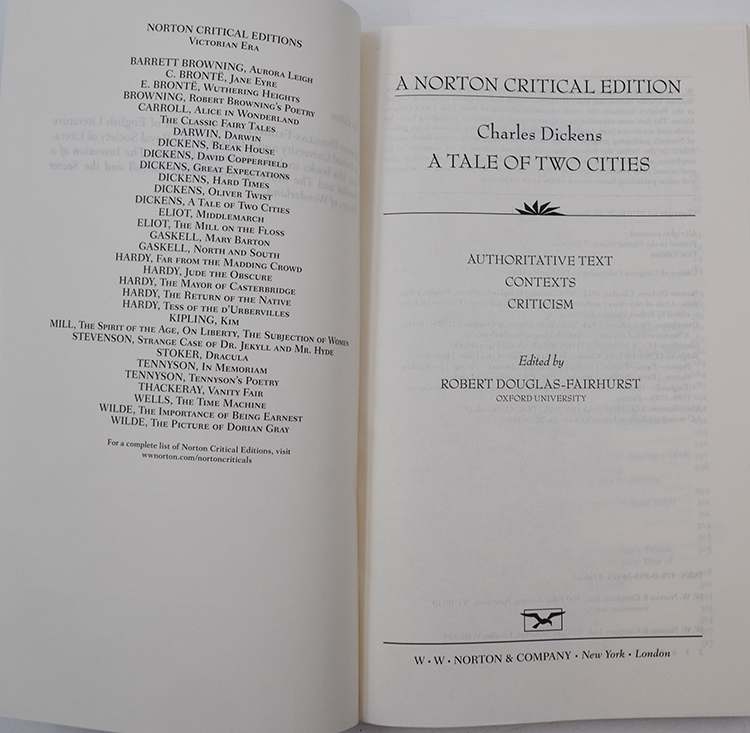 NORTON CRITICAL EDITIONS
VICTORIAN ERA
BARRETT BROWNING, AURORA LEIGH
C. BRONTË, JANE EYRE
E. BRONTË, WUTHERING HEIGHTS
BROWNING, ROBERT BROWNING'S POETRY
CARROLL, ALICE IN WONDERLAND
THE CLASSIC FAIRY TALES
DARWIN, DARWIN
DICKENS, BLEAK HOUSE
DICKENS, DAVID COPPERFIELD
DICKENS, GREAT EXPECTATIONS
DICKENS, HARD TIMES
DICKENS, OLIVER TWIST
DICKENS, A TALE OF TWO CITIES
ELIOT, MIDDLEMARCH
ELIOT, THE MILL ON THE FLOSS
GASKELL, MARY BARTON
GASKELL, NORTH AND SOUTH
HARDY, FAR FROM THE MADDING CROWD
HARDY, JUDE THE OBSCURE
HARDY, THE MAYOR OF CASTERBRIDGE
HARDY, THE RETURN OF THE NATIVE
HARDY, TESS OF THE D'URBERVILLES
KIPLING, KIM
MILL, THE SPIRIT OF THE AGE, ON LIBERTY, THE SUBJECTION OF WOMEN
STEVENSON, STRANGE CASE OF DR. JEKYLL AND MR. HYDE
STOKER, DRACULA
TENNYSON, IN MEMORIAM
TENNYSON, TENNYSON'S POETRY
THACKERAY, VANITY FAIR
WELLS, THE TIME MACHINE
WILDE, THE IMPORTANCE OF BEING EARNEST
WILDE, THE PICTURE OF DORIAN GRAY
For a complete list of Norton Critical Editions, visit
wwnorton.com/nortoncriticals
A NORTON CRITICAL EDITION
Charles Dickens
A TALE OF TWO CITIES
AUTHORITATIVE TEXT
CONTEXTS
CRITICISM
Edited by
ROBERT DOUGLAS-FAIRHURST
OXFORD UNIVERSITY
W • W • NORTON & COMPANY • New York • London